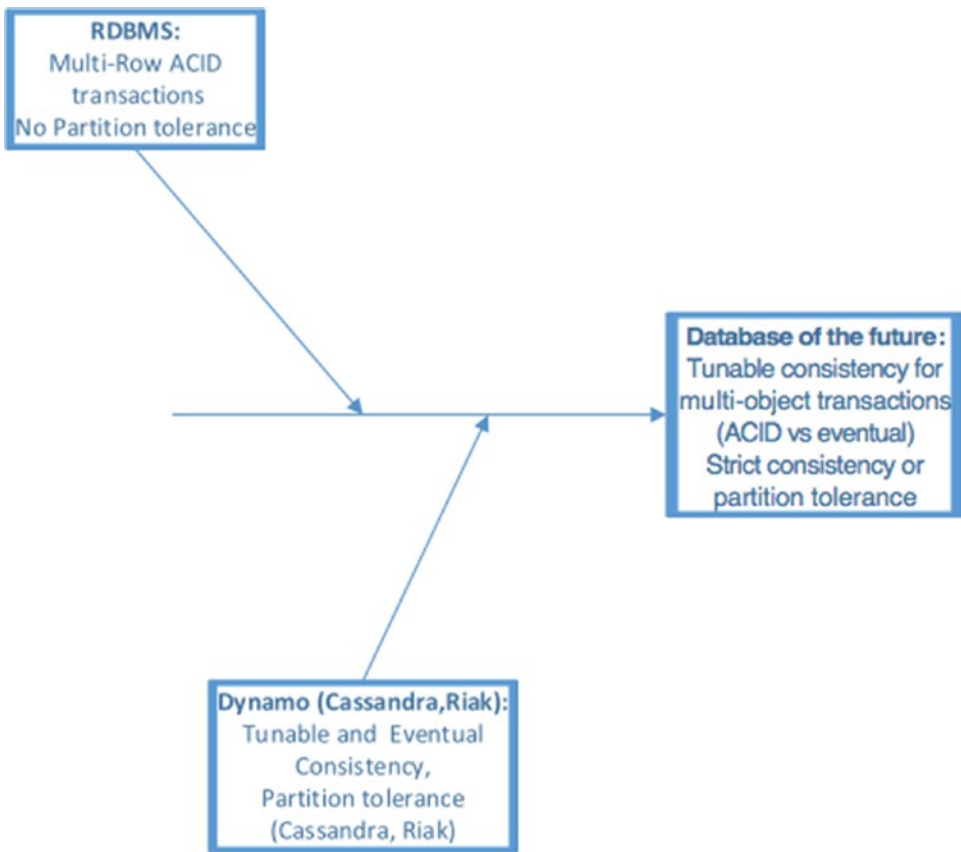 RDBMS:
Multi-Row ACID
transactions
No Partition tolerance
Database of the future:
Tunable consistency for
multi-object transactions
(ACID vs eventual)
Strict consistency or
partition tolerance
Dynamo (Cassandra,Riak):
Tunable and Eventual
Consistency,
Partition tolerance
(Cassandra, Riak)